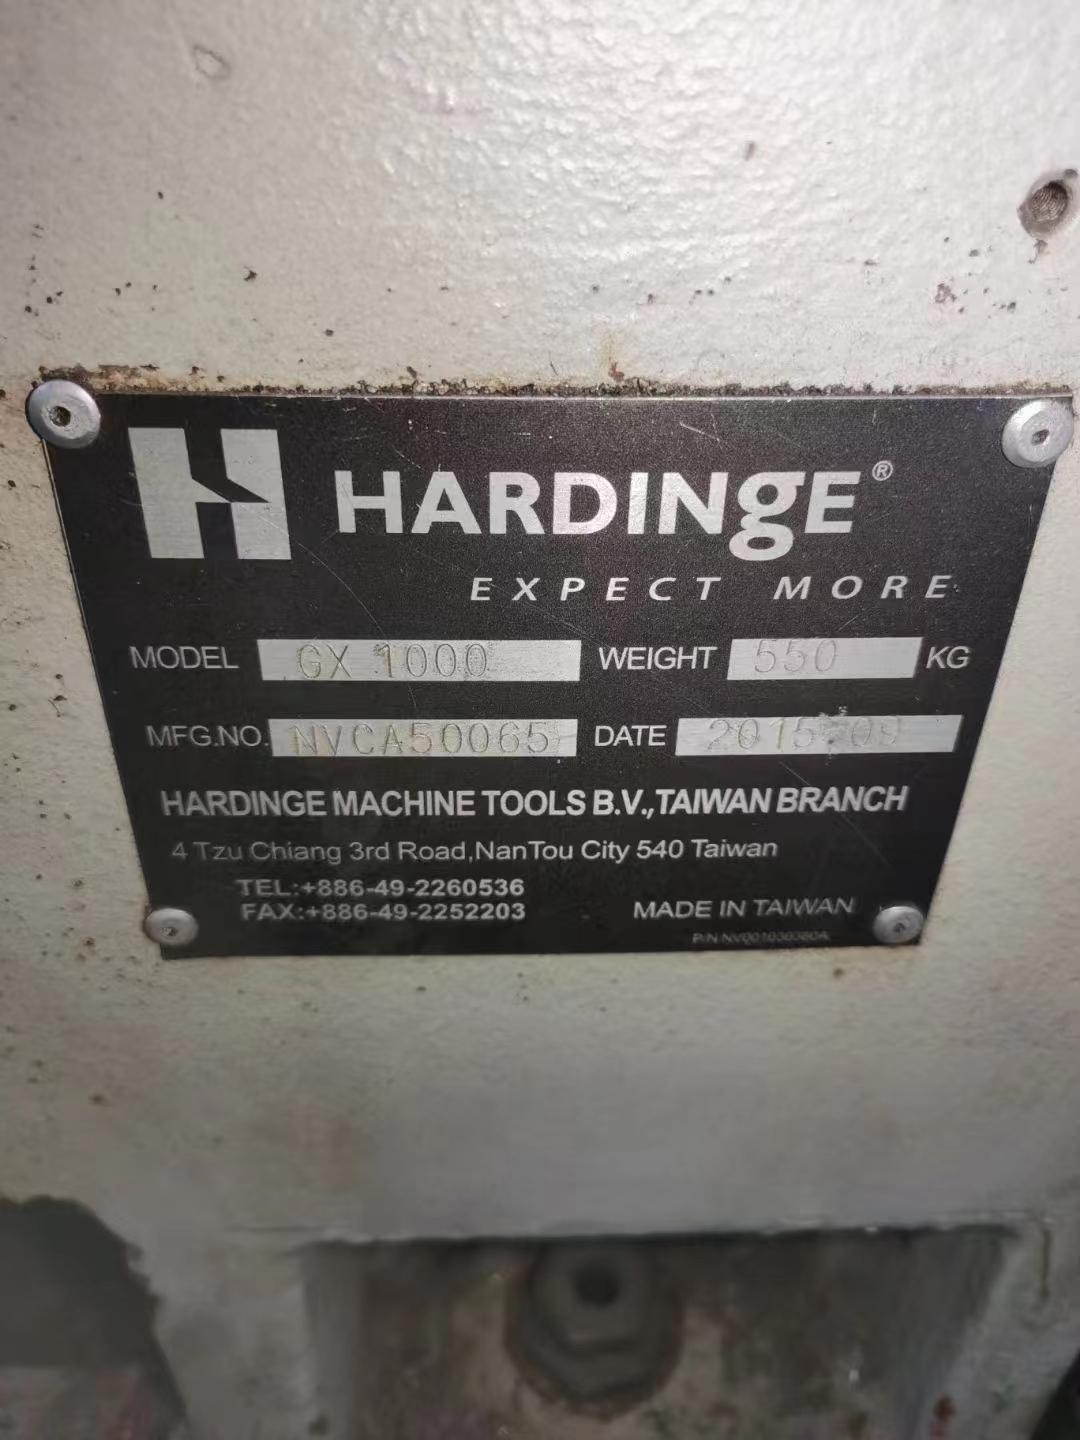 HARDINgE®
EXPECT MORE
MODEL GX 1000 WEIGHT 550 KG
MFG.NO. NVCA50065 DATE 2015 09
HARDINGE MACHINE TOOLS B.V.,TAIWAN BRANCH
4 Tzu Chiang 3rd Road,NanTou City 540 Taiwan
TEL:+886-49-2260536
FAX:+886-49-2252203
MADE IN TAIWAN
P/N